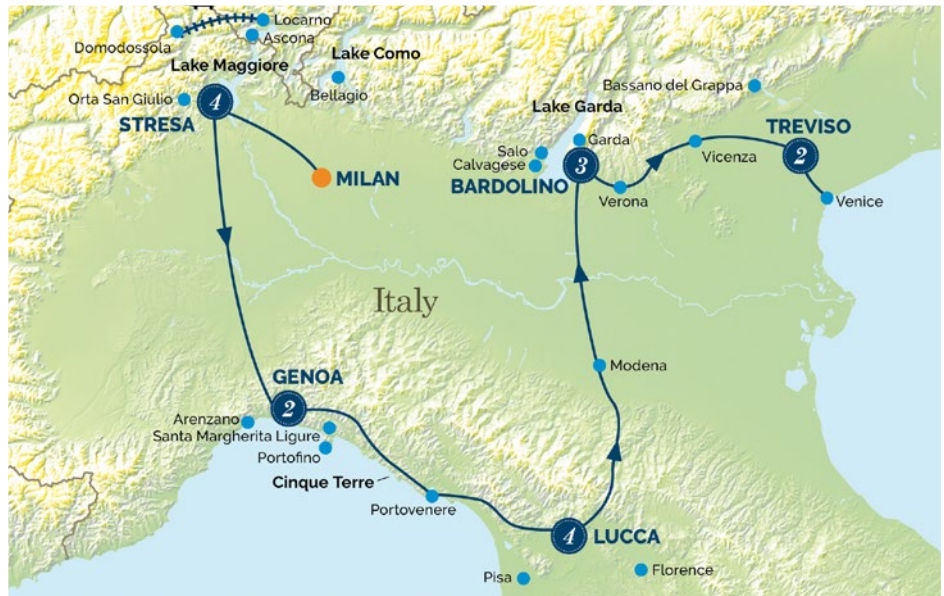 Locarno
Domodossola
Ascona
Lake Como
Lake Maggiore
Bellagio
Bassano del Grappa
Orta San Giulio
4
Lake Garda
STRESA
Garda
TREVISO
Salo
Vicenza
2
Calvagese
3
MILAN
BARDOLINO
Verona
Venice
Italy
Modena
GENOA
2
Arenzano
Santa Margherita Ligure
Portofino
Cinque Terre
Portovenere
4
LUCCA
Pisa
Florence